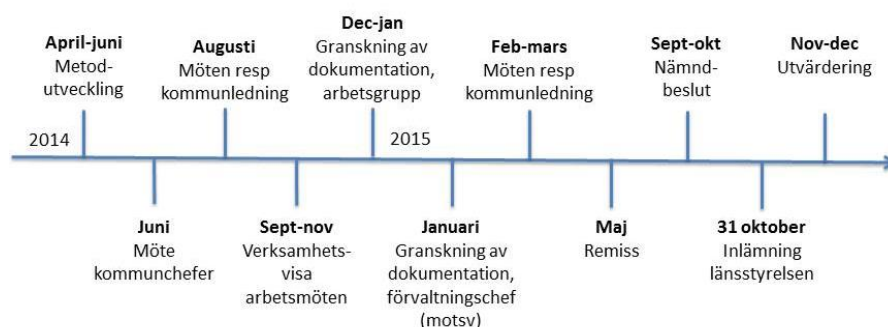 April-juni
Metod-
utveckling
Augusti
Möten resp
kommunledning
Dec-jan
Granskning av
dokumentation,
arbetsgrupp
Feb-mars
Möten resp
kommunledning
Sept-okt
Nämnd-
beslut
Nov-dec
Utvärdering
2014
2015
Juni
Möte
kommunchefer
Sept-nov
Verksamhets-
visa
arbetsmöten
Januari
Granskning av
dokumentation,
förvaltningschef
(motsv)
Maj
Remiss
31 oktober
Inlämning
länsstyrelsen